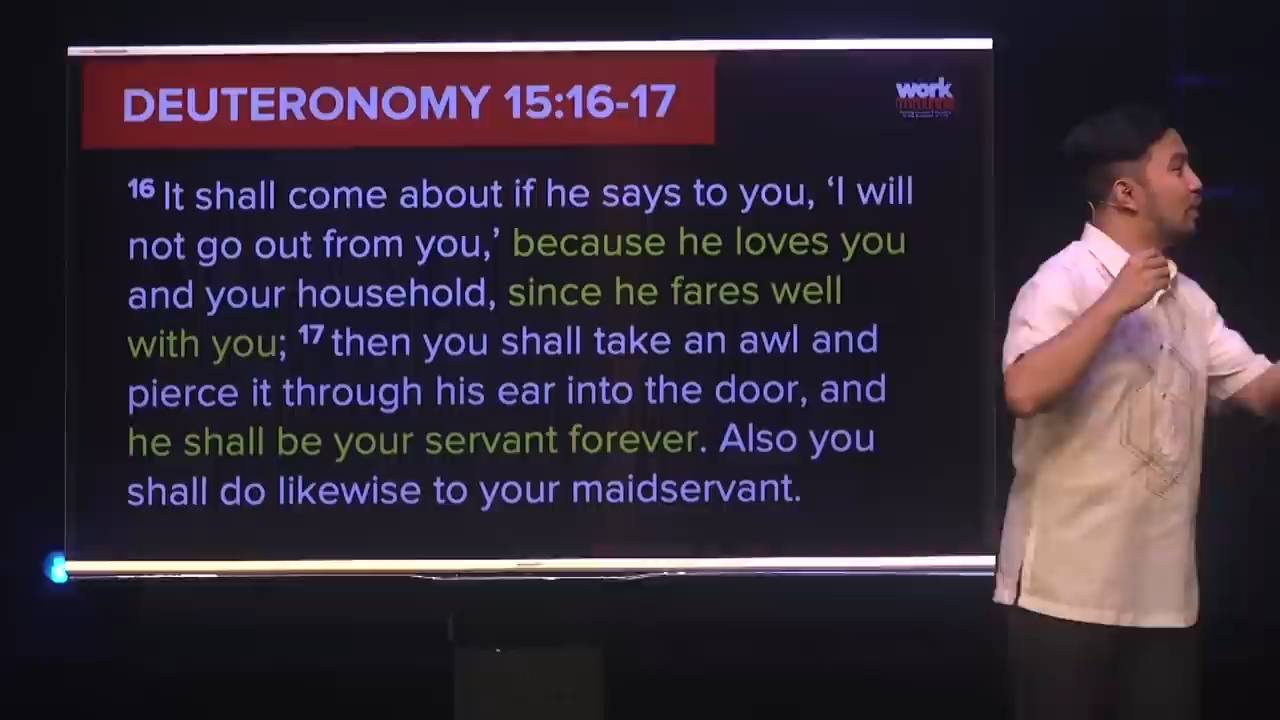 DEUTERONOMY 15:16-17
work
16 It shall come about if he says to you, ‘I will
not go out from you,’ because he loves you
and your household, since he fares well
with you; 17 then you shall take an awl and
pierce it through his ear into the door, and
he shall be your servant forever. Also you
shall do likewise to your maidservant.